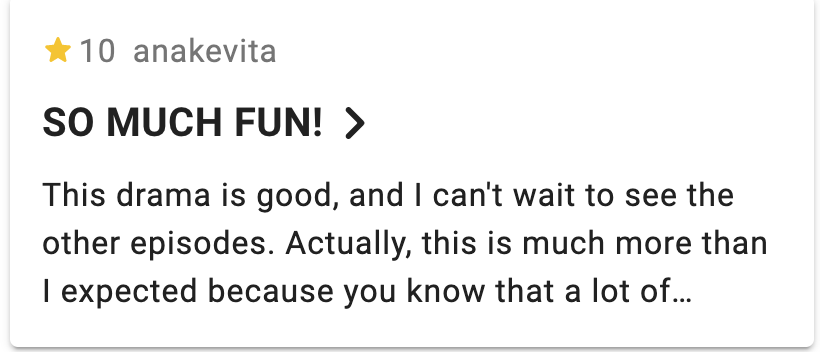 10 anakevita
SO MUCH FUN!
This drama is good, and I can't wait to see the
other episodes. Actually, this is much more than
I expected because you know that a lot of…